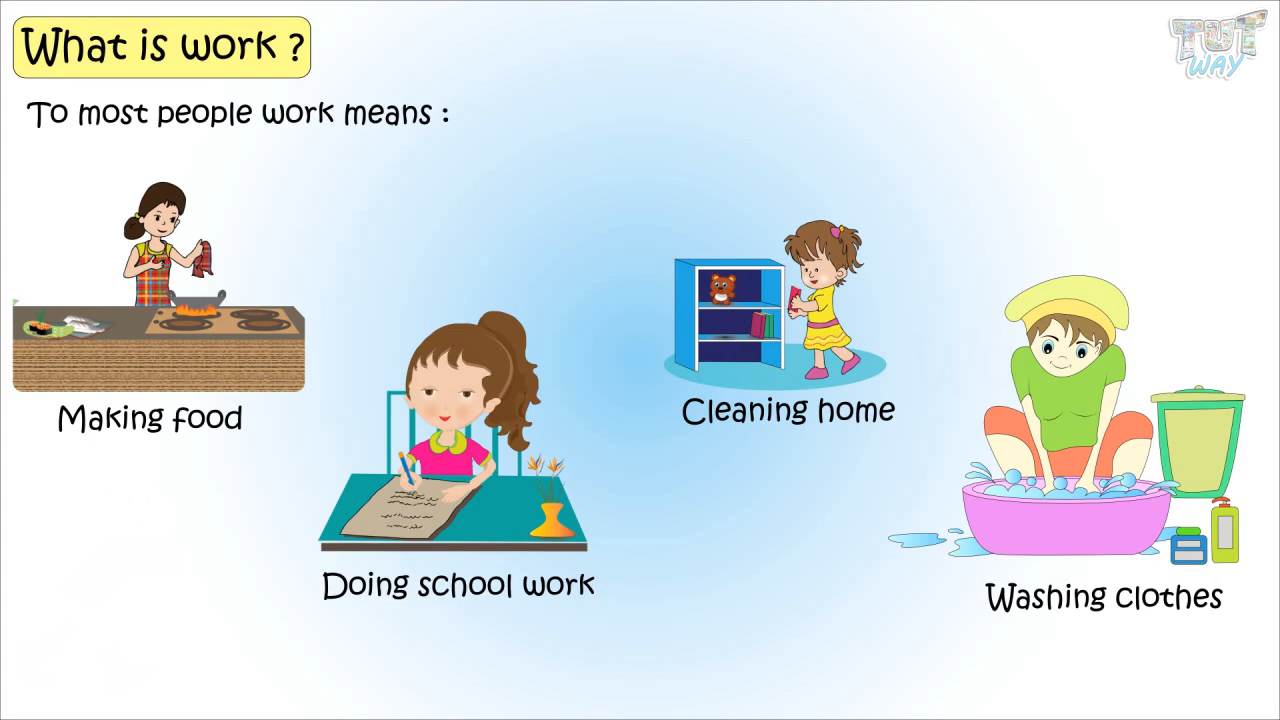 What is work ?
TUT
WAY
To most people work means :
Making food
Cleaning home
Doing school work
Washing clothes